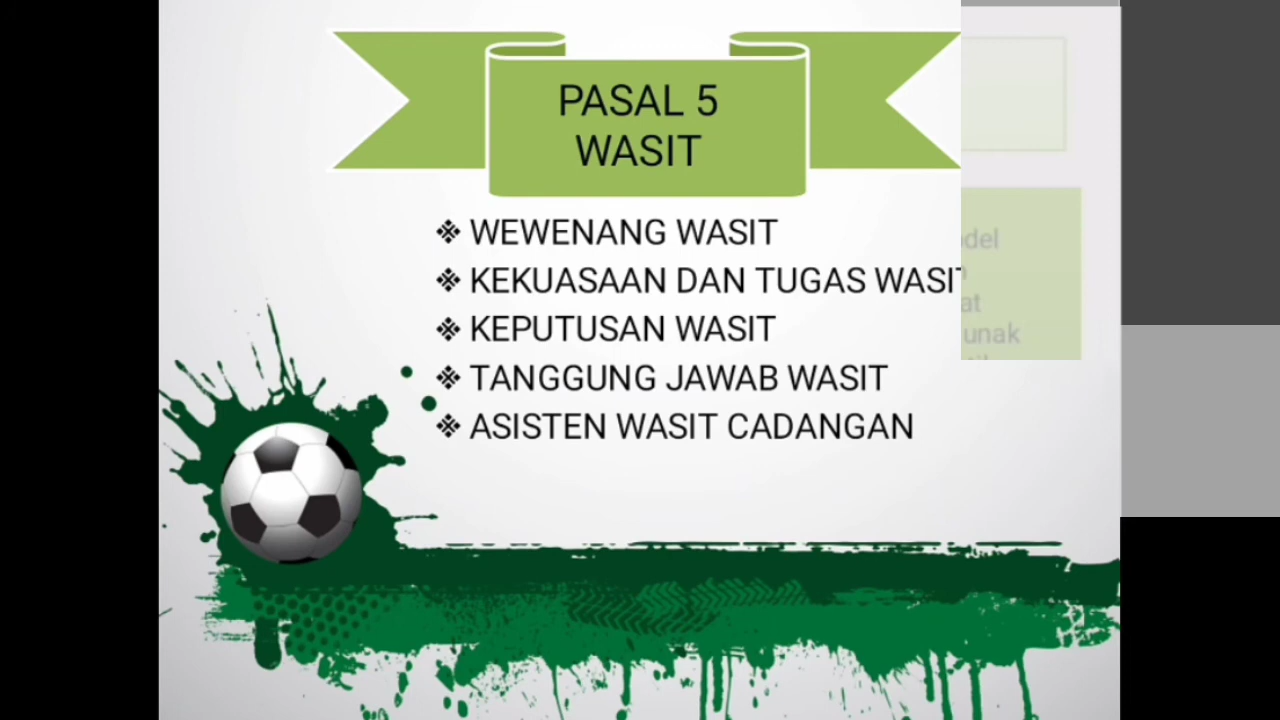 PASAL 5
WASIT
❖ WEWENANG WASIT
❖ KEKUASAAN DAN TUGAS WASIT
❖ KEPUTUSAN WASIT
❖ TANGGUNG JAWAB WASIT
❖ ASISTEN WASIT CADANGAN